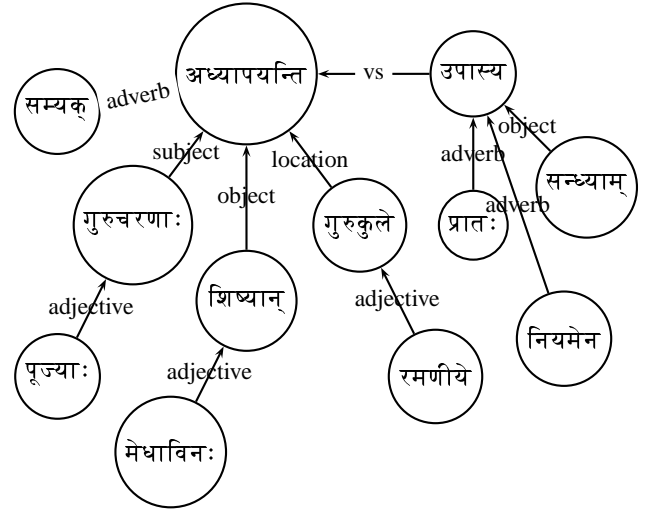 अध्यापयन्ति
vs
उपास्य
सम्यक्
adverb
subject
location
object
adverb
object
adverb
सन्ध्याम्
गुरुचरणाः
object
गुरुकुले
प्रातः
शिष्यान्
adjective
adjective
नियमेन
पूज्याः
adjective
रमणीये
मेधाविनः